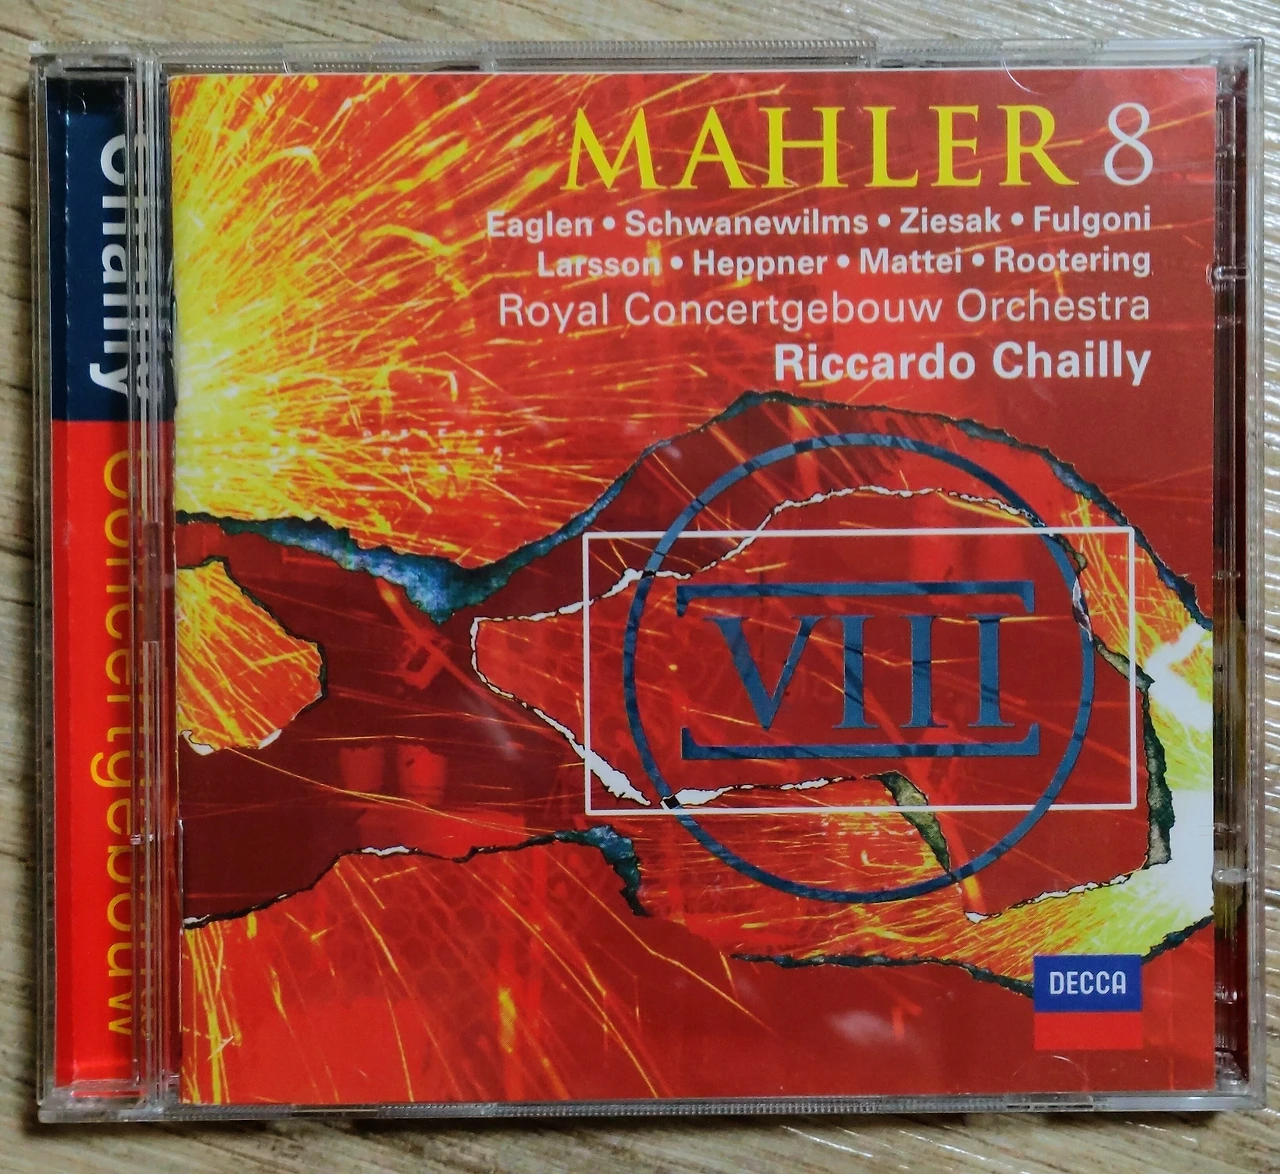 MAHLER 8
Eaglen • Schwanewilms • Ziesak • Fulgoni
Larsson • Heppner • Mattei • Rootering
Royal Concertgebouw Orchestra
Riccardo Chailly
VIII
DECCA
Chailly
Concertgebouw